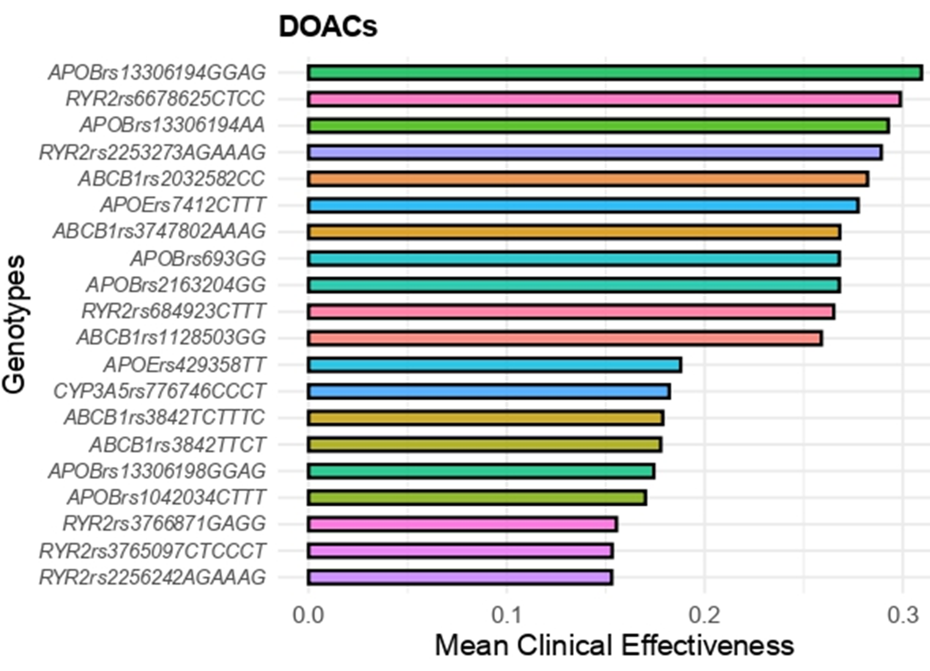 DOACs
Genotypes
APOBrs13306194GGAG
RYR2rs6678625CTCC
APOBrs13306194AA
RYR2rs2253273AGAAAG
ABCB1rs2032582CC
APOErs7412CTTT
ABCB1rs3747802AAAG
APOBrs693GG
APOBrs2163204GG
RYR2rs684923CTTT
ABCB1rs1128503GG
APOErs429358TT
CYP3A5rs776746CCCT
ABCB1rs3842TCTTTC
ABCB1rs3842TTCT
APOBrs13306198GGAG
APOBrs1042034CTTT
RYR2rs3766871GAGG
RYR2rs3765097CTCCCT
RYR2rs2256242AGAAAG
0.0 0.1 0.2 0.3
Mean Clinical Effectiveness